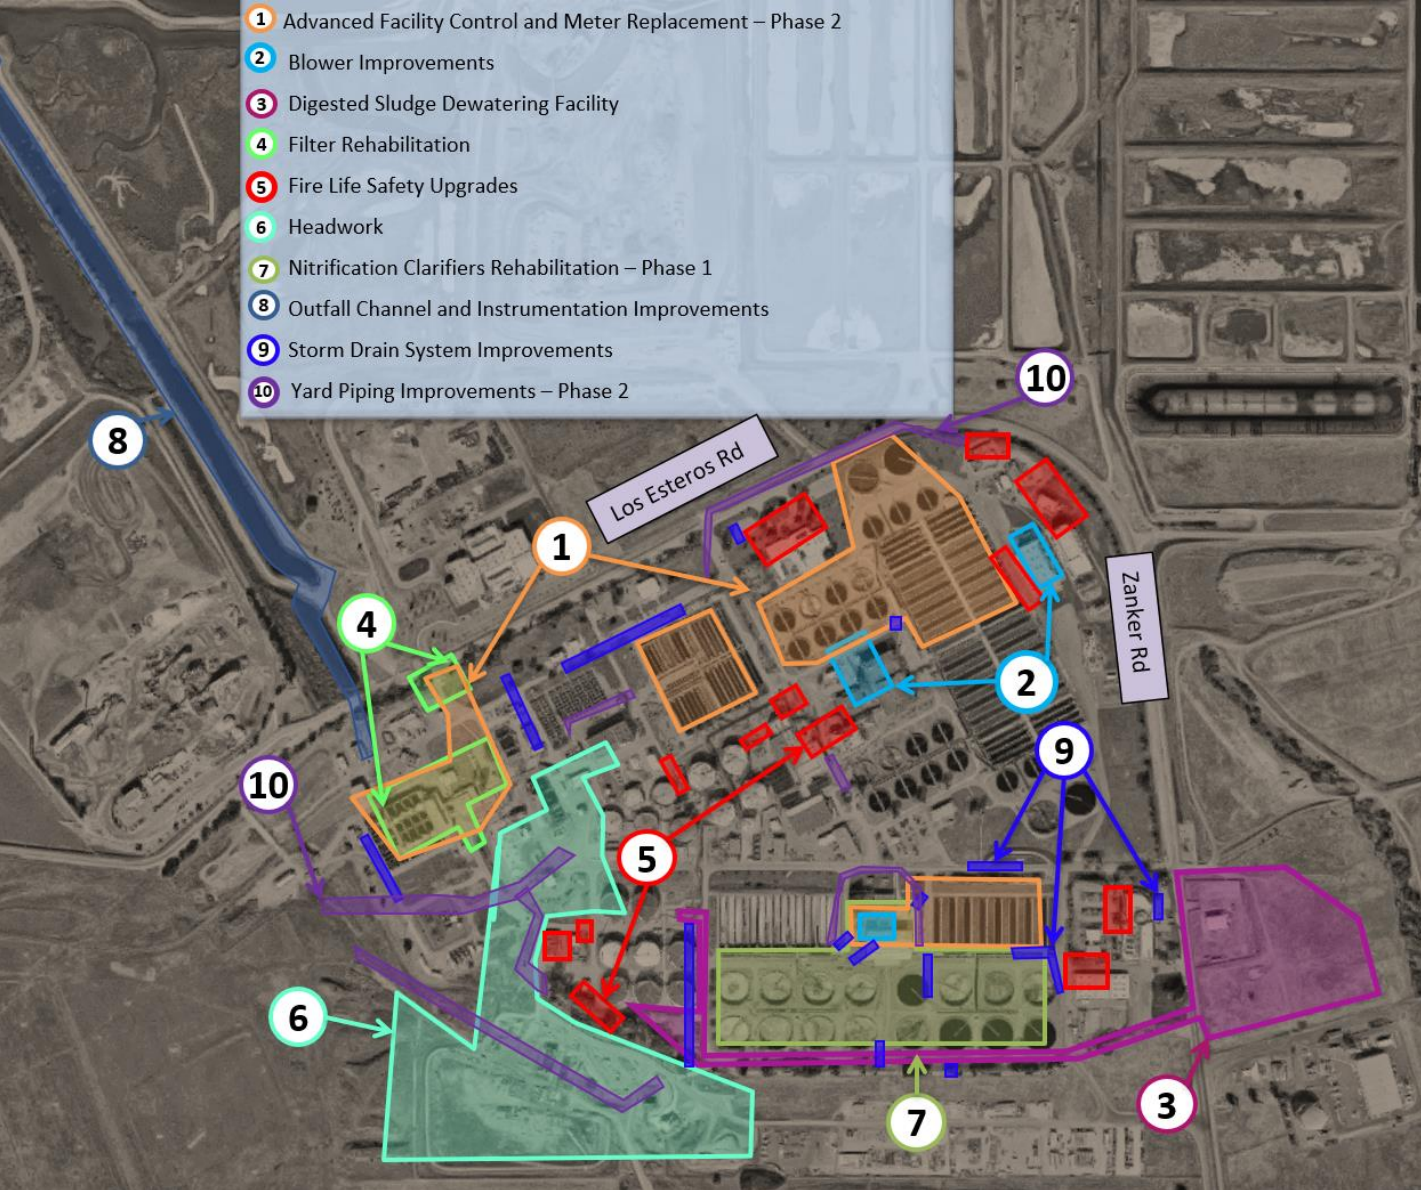 1 Advanced Facility Control and Meter Replacement – Phase 2
2 Blower Improvements
3 Digested Sludge Dewatering Facility
4 Filter Rehabilitation
5 Fire Life Safety Upgrades
6 Headwork
7 Nitrification Clarifiers Rehabilitation – Phase 1
8 Outfall Channel and Instrumentation Improvements
9 Storm Drain System Improvements
10 Yard Piping Improvements – Phase 2
10
8
Los Esteros Rd
1
4
Zanker Rd
2
9
10
5
6
3
7